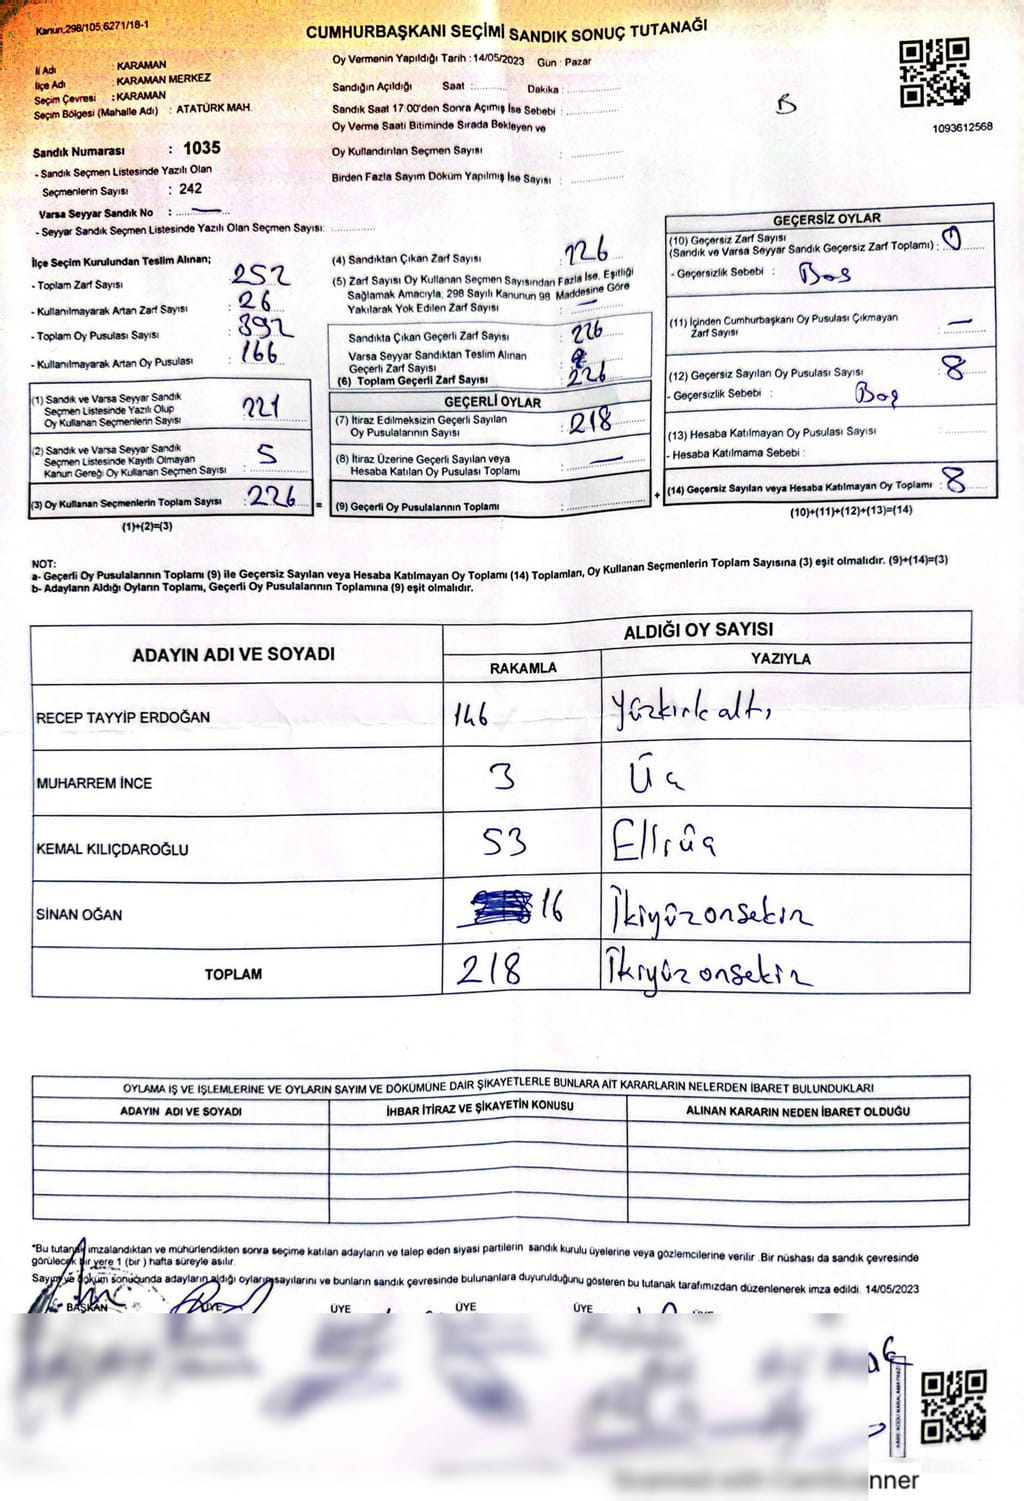 Kanun,298/105,6271/18-1
CUMHURBAŞKANI SEÇİMİ SANDIK SONUÇ TUTANAĞI
İl Adı : KARAMAN
İlçe Adı : KARAMAN MERKEZ
Seçim Çevresi : KARAMAN
Seçim Bölgesi (Mahalle Adı) : ATATÜRK MAH.
Sandık Numarası : 1035
- Sandık Seçmen Listesinde Yazılı Olan
Seçmenlerin Sayısı : 242
Varsa Seyyar Sandık No : —
- Seyyar Sandık Seçmen Listesinde Yazılı Olan Seçmen Sayısı: ............
Oy Vermenin Yapıldığı Tarih : 14/05/2023 Gün : Pazar
Sandığın Açıldığı Saat :.......... Dakika :..............
Sandık Saat 17:00'den Sonra Açımış İse Sebebi :..............
Oy Verme Saati Bitiminde Sırada Bekleyen ve
Oy Kullandırılan Seçmen Sayısı :..............
Birden Fazla Sayım Döküm Yapılmış İse Sayısı :..............
B
1093612568
İlçe Seçim Kurulundan Teslim Alınan;
- Toplam Zarf Sayısı : 252
- Kullanılmayarak Artan Zarf Sayısı : 26
- Toplam Oy Pusulası Sayısı : 392
- Kullanılmayarak Artan Oy Pusulası : 166
(1) Sandık ve Varsa Seyyar Sandık
Seçmen Listesinde Yazılı Olup
Oy Kullanan Seçmenlerin Sayısı : 221
(2) Sandık ve Varsa Seyyar Sandık
Seçmen Listesinde Kayıtlı Olmayan
Kanun Gereği Oy Kullanan Seçmen Sayısı : 5
(3) Oy Kullanan Seçmenlerin Toplam Sayısı : 226 =
(1)+(2)=(3)
(4) Sandıktan Çıkan Zarf Sayısı : 226
(5) Zarf Sayısı Oy Kullanan Seçmen Sayısından Fazla İse, Eşitliği
Sağlamak Amacıyla, 298 Sayılı Kanunun 98. Maddesine Göre
Yakılarak Yok Edilen Zarf Sayısı : —
Sandıkta Çıkan Geçerli Zarf Sayısı : 226
Varsa Seyyar Sandıktan Teslim Alınan
Geçerli Zarf Sayısı :
(6) Toplam Geçerli Zarf Sayısı : 226
GEÇERLİ OYLAR
(7) İtiraz Edilmeksizin Geçerli Sayılan
Oy Pusulalarının Sayısı : 218
(8) İtiraz Üzerine Geçerli Sayılan veya
Hesaba Katılan Oy Pusulası Toplamı : —
(9) Geçerli Oy Pusulalarının Toplamı :.............. +
GEÇERSİZ OYLAR
(10) Geçersiz Zarf Sayısı
(Sandık ve Varsa Seyyar Sandık Geçersiz Zarf Toplamı) : 0
- Geçersizlik Sebebi : Boş
(11) İçinden Cumhurbaşkanı Oy Pusulası Çıkmayan
Zarf Sayısı : —
(12) Geçersiz Sayılan Oy Pusulası Sayısı : 8
- Geçersizlik Sebebi : Boş
(13) Hesaba Katılmayan Oy Pusulası Sayısı :..........
- Hesaba Katılmama Sebebi :
(14) Geçersiz Sayılan veya Hesaba Katılmayan Oy Toplamı : 8
(10)+(11)+(12)+(13)=(14)
NOT:
a- Geçerli Oy Pusulalarının Toplamı (9) ile Geçersiz Sayılan veya Hesaba Katılmayan Oy Toplamı (14) Toplamları, Oy Kullanan Seçmenlerin Toplam Sayısına (3) eşit olmalıdır. (9)+(14)=(3)
b- Adayların Aldığı Oyların Toplamı, Geçerli Oy Pusulalarının Toplamına (9) eşit olmalıdır.
ADAYIN ADI VE SOYADI ALDIĞI OY SAYISI
RAKAMLA YAZIYLA
RECEP TAYYİP ERDOĞAN 146 Yüzkırk altı
MUHARREM İNCE 3 Üç
KEMAL KILIÇDAROĞLU 53 Elliüç
SİNAN OĞAN 16 İkiyüzonsekiz
TOPLAM 218 İkiyüzonsekiz
OYLAMA İŞ VE İŞLEMLERİNE VE OYLARIN SAYIM VE DÖKÜMÜNE DAİR ŞİKAYETLERLE BUNLARA AİT KARARLARIN NELERDEN İBARET BULUNDUKLARI
ADAYIN ADI VE SOYADI İHBAR İTİRAZ VE ŞİKAYETİN KONUSU ALINAN KARARIN NEDEN İBARET OLDUĞU
*Bu tutanak imzalandıktan ve mühürlendikten sonra seçime katılan adayların ve talep eden siyasi partilerin sandık kurulu üyelerine veya gözlemcilerine verilir .Bir nüshası da sandık çevresinde
görülecek bir yere 1 (bir ) hafta süreyle asılır.
Sayım ve döküm sonucunda adayların aldığı oyların sayılarını ve bunların sandık çevresinde bulunanlara duyurulduğunu gösteren bu tutanak tarafımızdan düzenlenerek imza edildi. 14/05/2023
BAŞKAN ÜYE ÜYE ÜYE ÜYE ÜYE